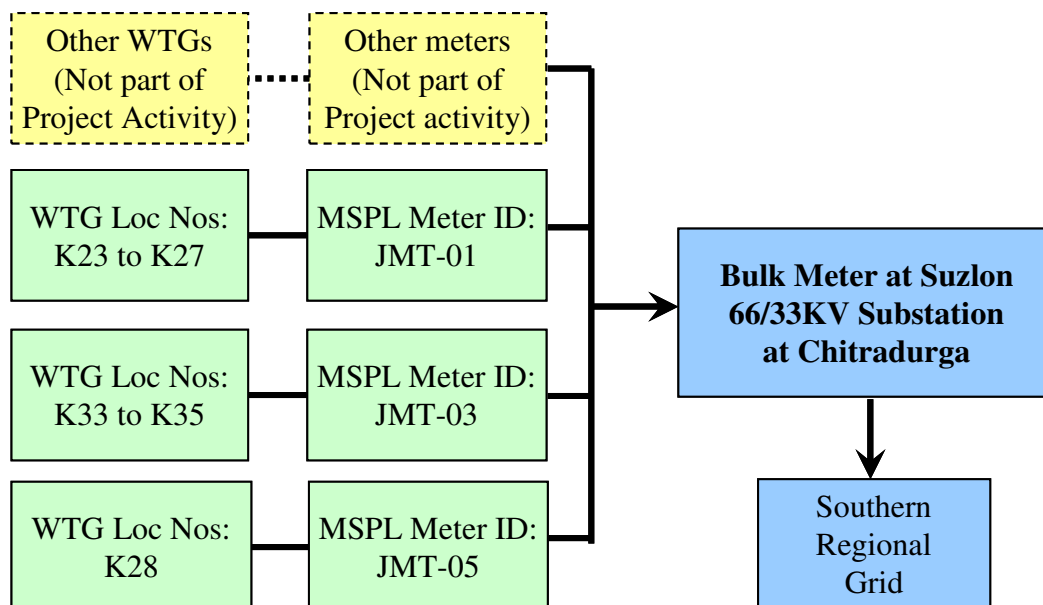 Other WTGs
(Not part of
Project Activity)
Other meters
(Not part of
Project activity)
WTG Loc Nos:
K23 to K27
MSPL Meter ID:
JMT-01
WTG Loc Nos:
K33 to K35
MSPL Meter ID:
JMT-03
WTG Loc Nos:
K28
MSPL Meter ID:
JMT-05
Bulk Meter at Suzlon
66/33KV Substation
at Chitradurga
Southern
Regional
Grid